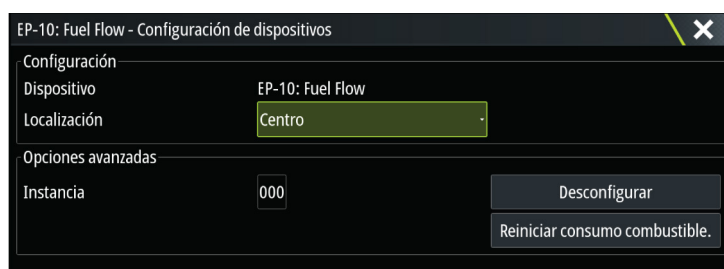 EP-10: Fuel Flow - Configuración de dispositivos
Configuración
Dispositivo EP-10: Fuel Flow
Localización Centro
Opciones avanzadas
Instancia 000 Desconfigurar
Reiniciar consumo combustible.